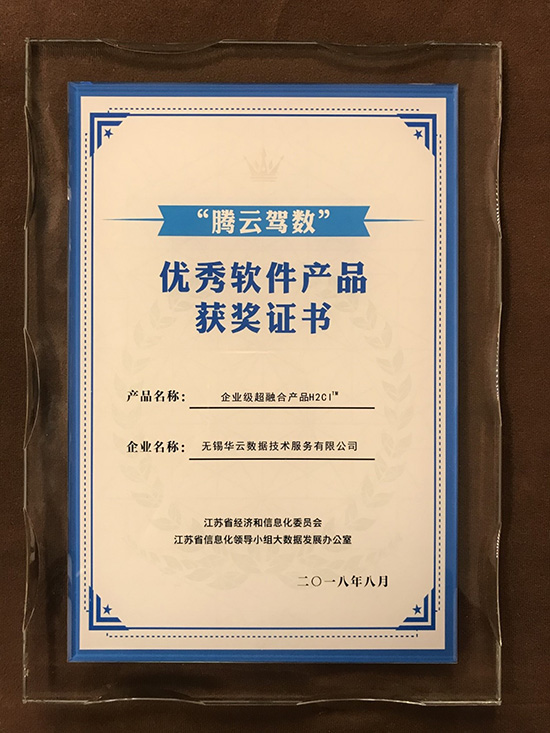 “腾云驾数”
优秀软件产品
获奖证书
产品名称： 企业级超融合产品H2CI™
企业名称： 无锡华云数据技术服务有限公司
江苏省经济和信息化委员会
江苏省信息化领导小组大数据发展办公室
二〇一八年八月